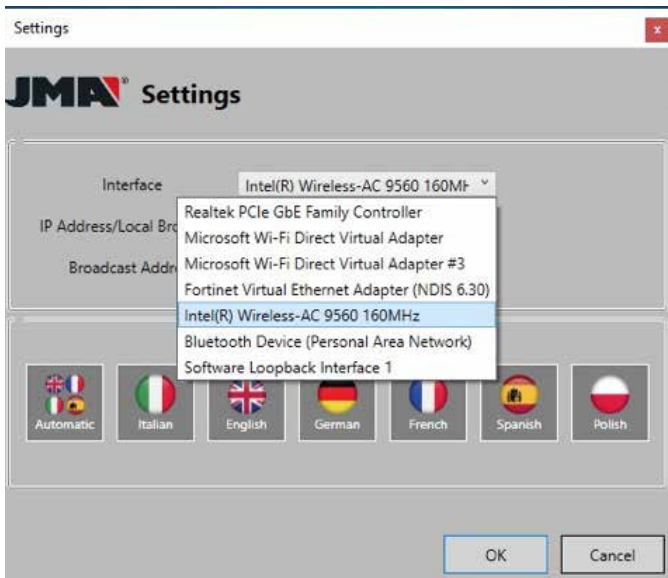 Settings
x
JMA® Settings
Interface
Intel(R) Wireless-AC 9560 160MH
IP Address/Local Bro
Broadcast Addr
Realtek PCIe GbE Family Controller
Microsoft Wi-Fi Direct Virtual Adapter
Microsoft Wi-Fi Direct Virtual Adapter #3
Fortinet Virtual Ethernet Adapter (NDIS 6.30)
Intel(R) Wireless-AC 9560 160MHz
Bluetooth Device (Personal Area Network)
Software Loopback Interface 1
Automatic
Italian
English
German
French
Spanish
Polish
OK
Cancel